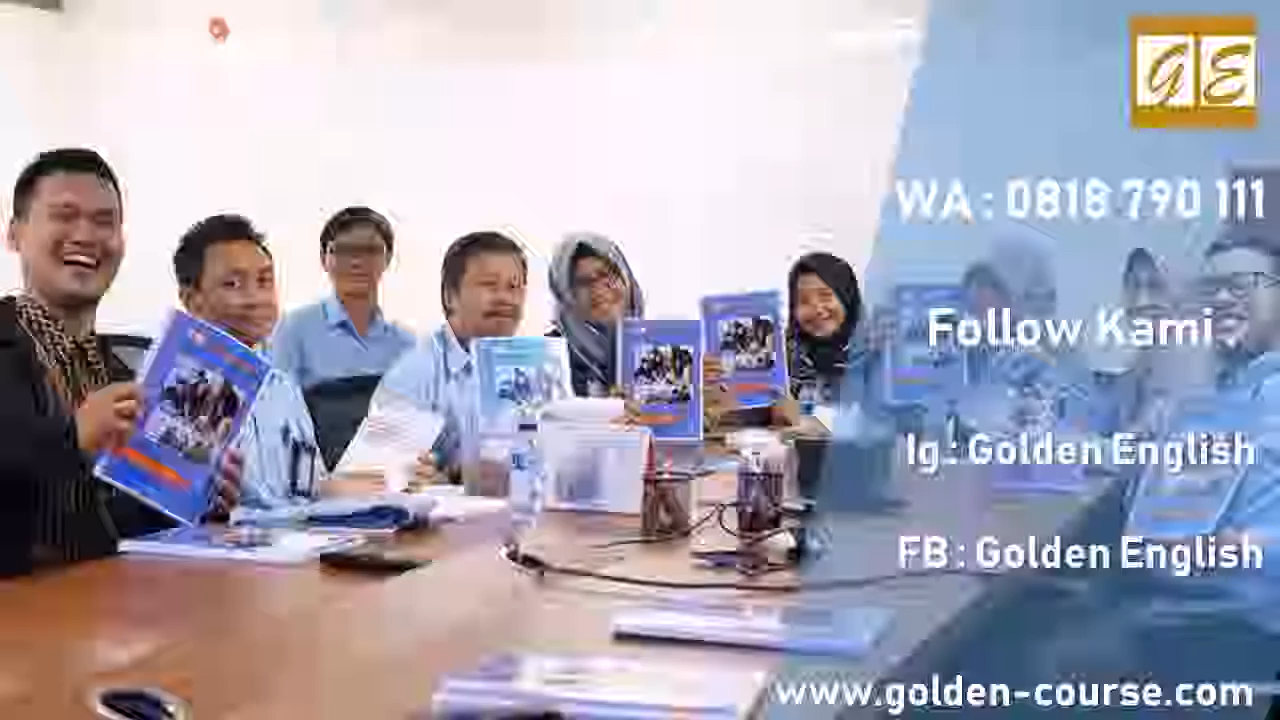 GE
WA : 0818 790 111
Follow Kami :
Ig : Golden English
FB : Golden English
www.golden-course.com